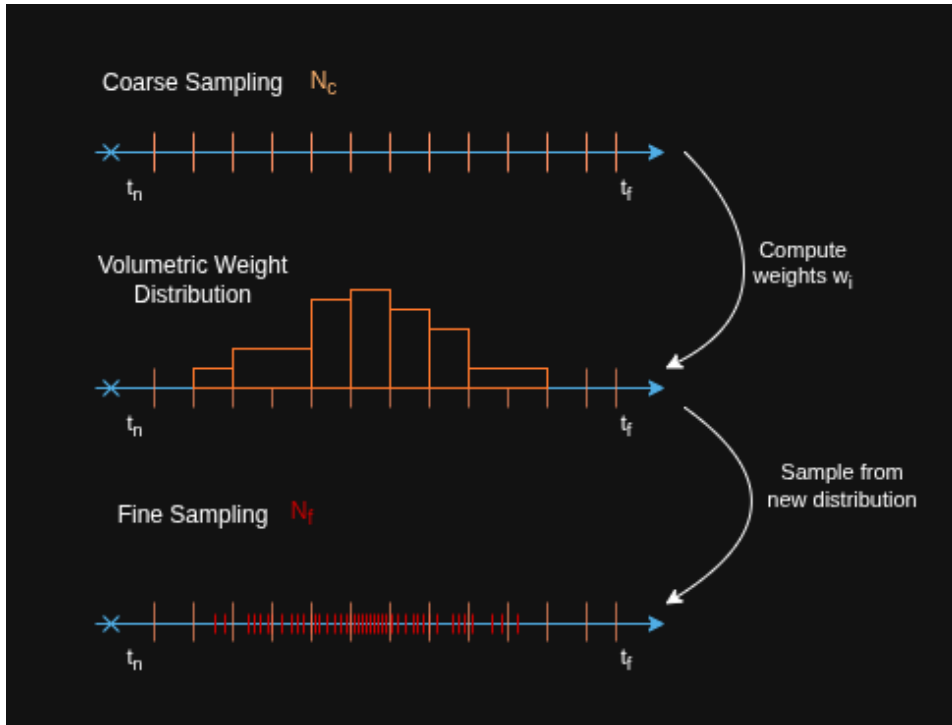 Coarse Sampling N_c
t_n t_f
Compute
weights w_i
Volumetric Weight
Distribution
t_n t_f
Sample from
new distribution
Fine Sampling N_f
t_n t_f